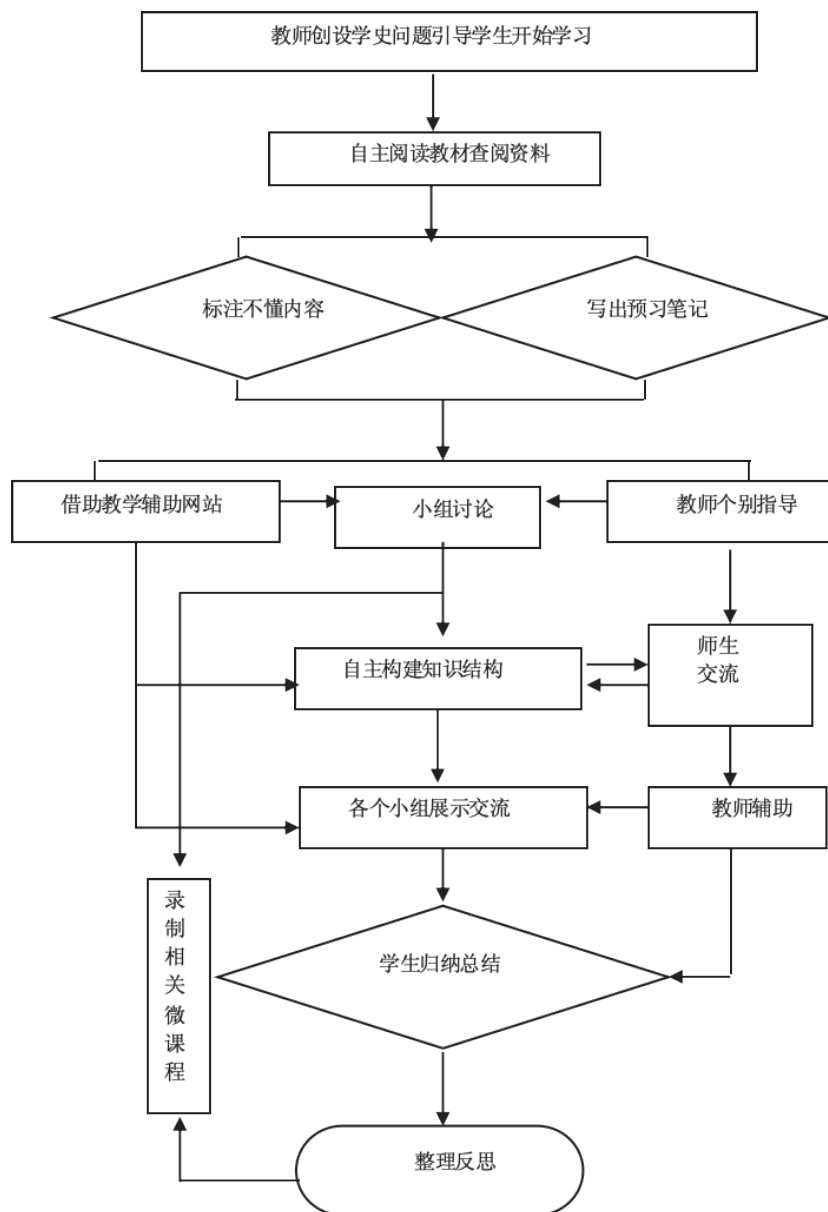 教师创设学史问题引导学生开始学习
自主阅读教材查阅资料
标注不懂内容
写出预习笔记
借助教学辅助网站
小组讨论
教师个别指导
自主构建知识结构
师生
交流
各个小组展示交流
教师辅助
录制相关微课程
学生归纳总结
整理反思